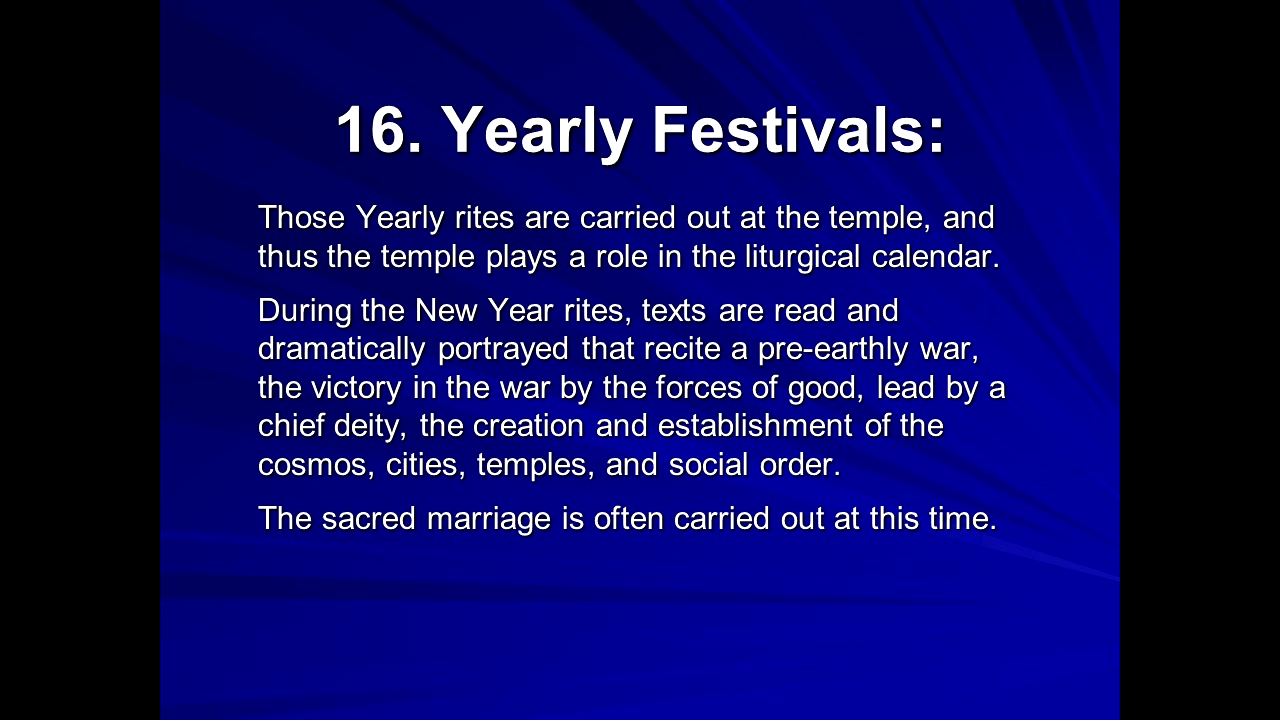 16. Yearly Festivals:
Those Yearly rites are carried out at the temple, and
thus the temple plays a role in the liturgical calendar.
During the New Year rites, texts are read and
dramatically portrayed that recite a pre-earthly war,
the victory in the war by the forces of good, lead by a
chief deity, the creation and establishment of the
cosmos, cities, temples, and social order.
The sacred marriage is often carried out at this time.